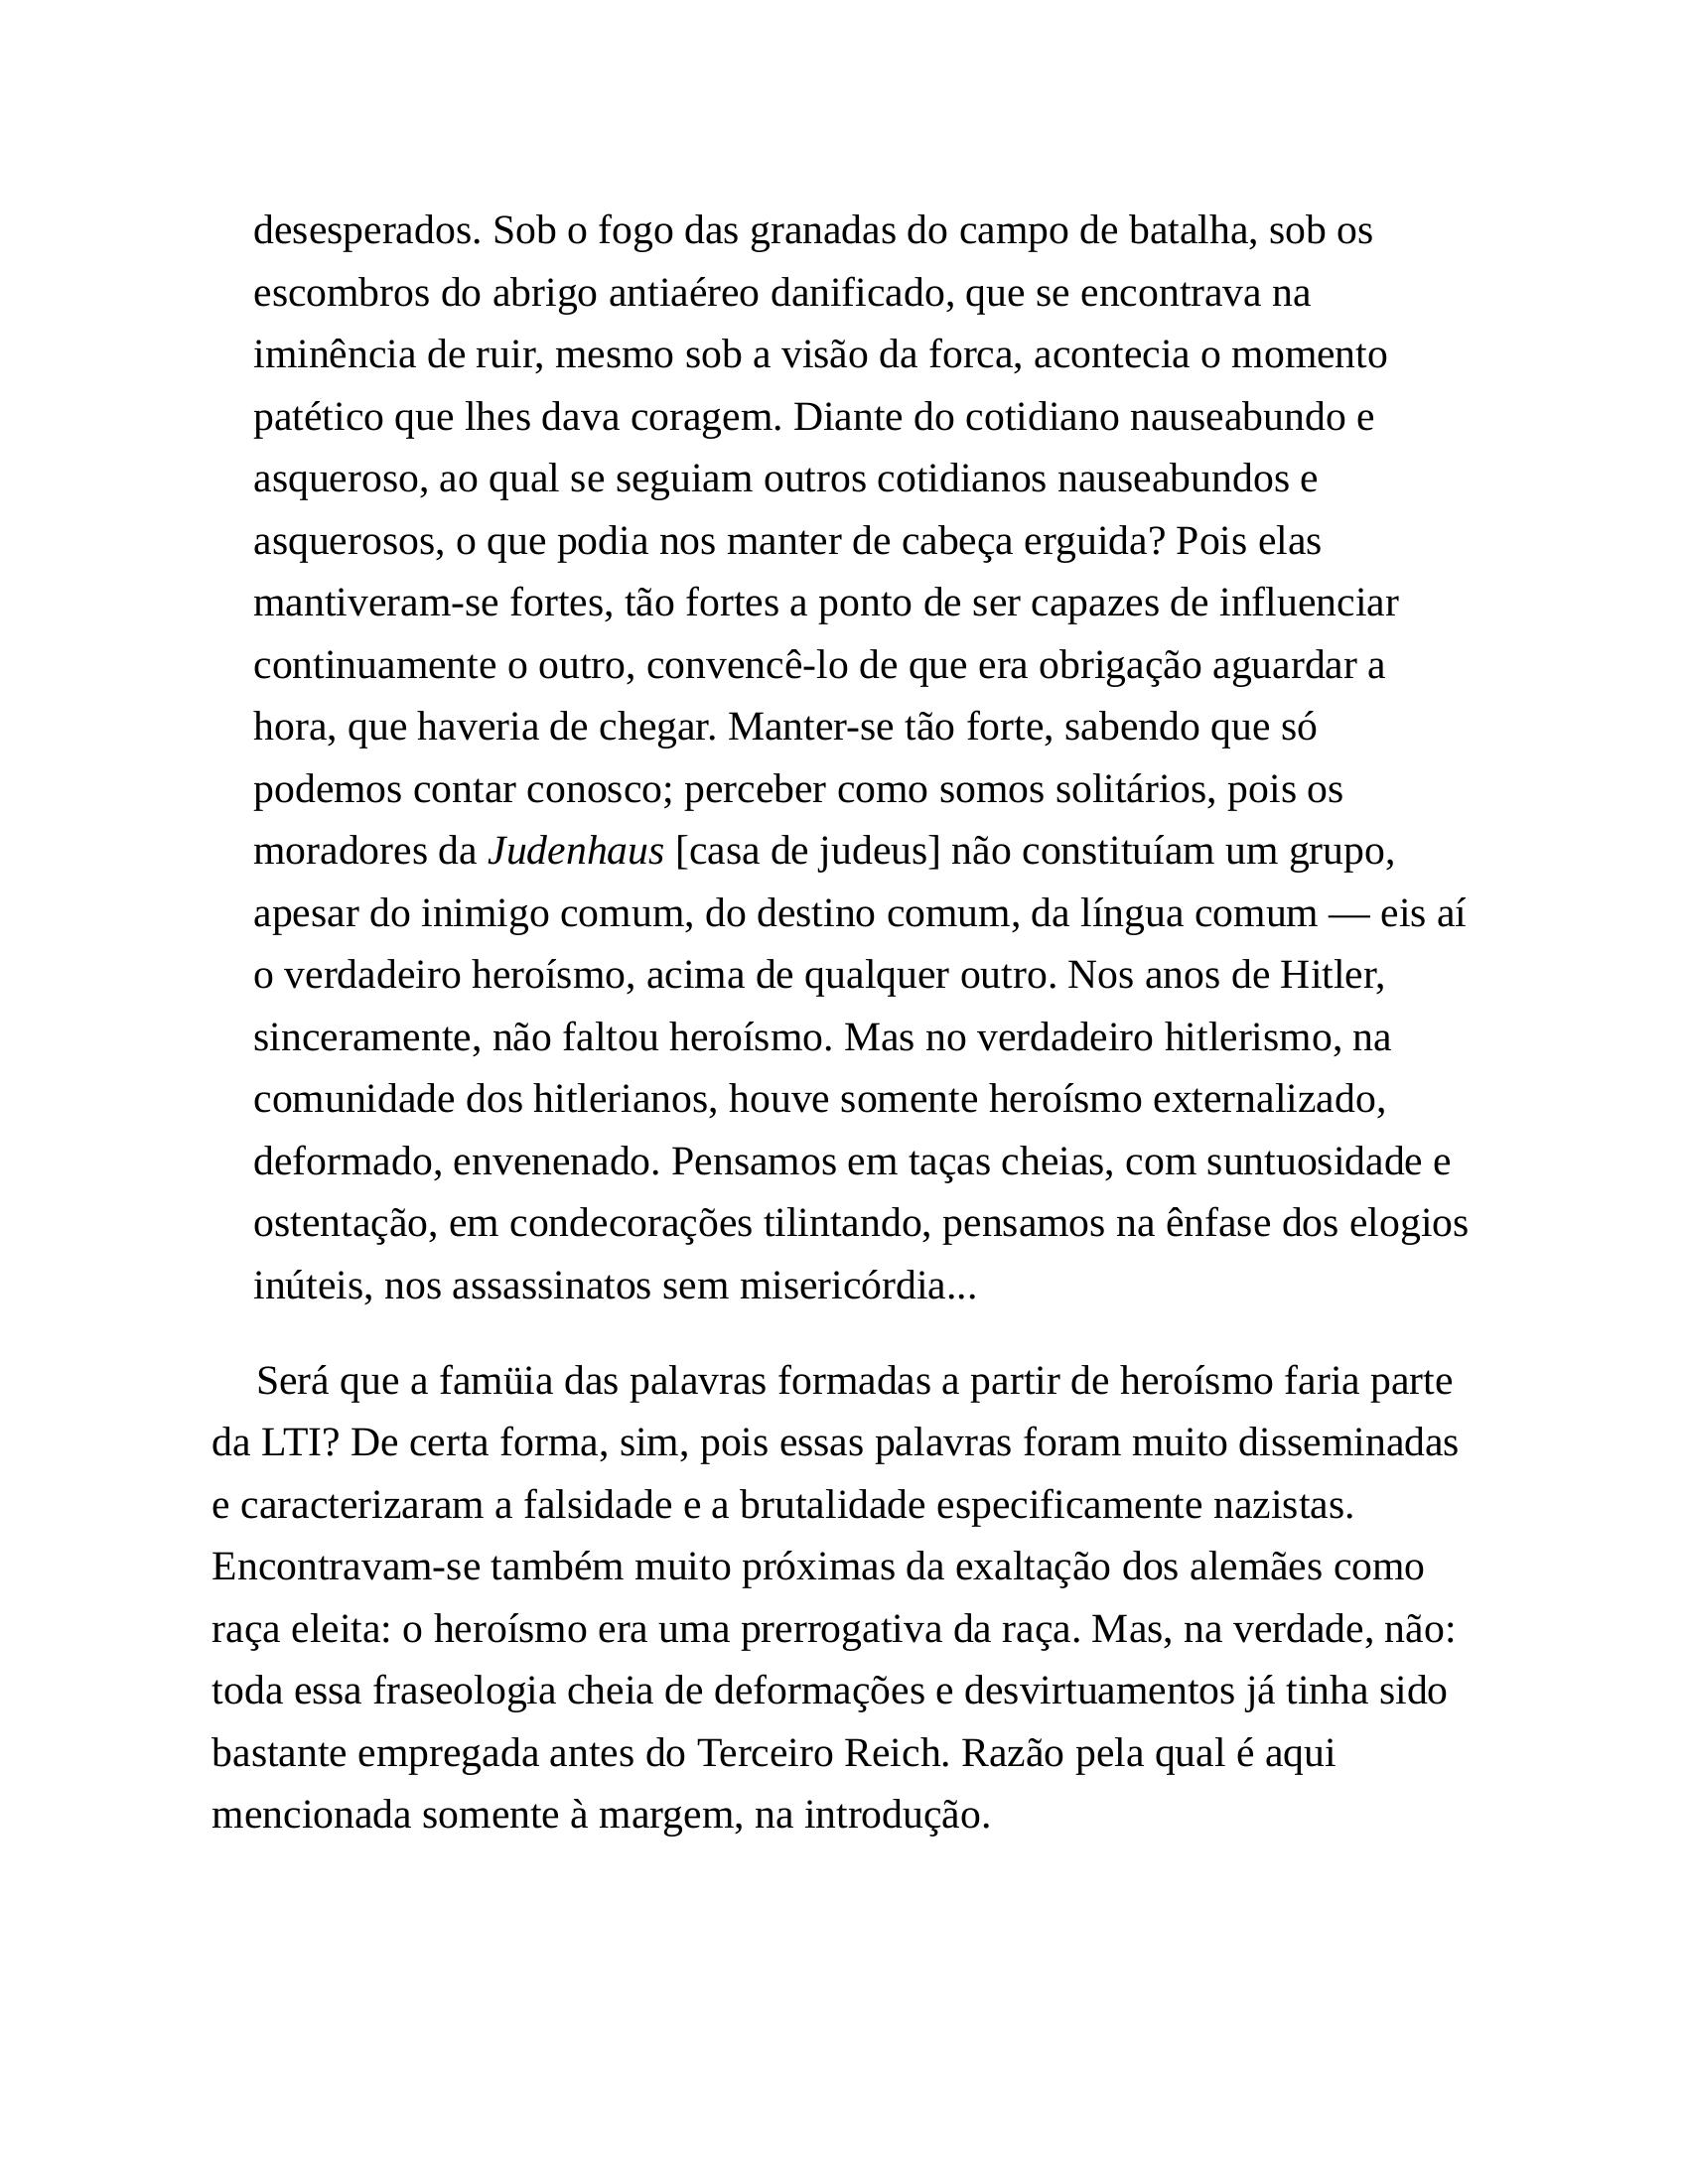 desesperados. Sob o fogo das granadas do campo de batalha, sob os
escombros do abrigo antiaéreo danificado, que se encontrava na
iminência de ruir, mesmo sob a visão da forca, acontecia o momento
patético que lhes dava coragem. Diante do cotidiano nauseabundo e
asqueroso, ao qual se seguiam outros cotidianos nauseabundos e
asquerosos, o que podia nos manter de cabeça erguida? Pois elas
mantiveram-se fortes, tão fortes a ponto de ser capazes de influenciar
continuamente o outro, convencê-lo de que era obrigação aguardar a
hora, que haveria de chegar. Manter-se tão forte, sabendo que só
podemos contar conosco; perceber como somos solitários, pois os
moradores da Judenhaus [casa de judeus] não constituíam um grupo,
apesar do inimigo comum, do destino comum, da língua comum — eis aí
o verdadeiro heroísmo, acima de qualquer outro. Nos anos de Hitler,
sinceramente, não faltou heroísmo. Mas no verdadeiro hitlerismo, na
comunidade dos hitlerianos, houve somente heroísmo externalizado,
deformado, envenenado. Pensamos em taças cheias, com suntuosidade e
ostentação, em condecorações tilintando, pensamos na ênfase dos elogios
inúteis, nos assassinatos sem misericórdia...
Será que a famüia das palavras formadas a partir de heroísmo faria parte
da LTI? De certa forma, sim, pois essas palavras foram muito disseminadas
e caracterizaram a falsidade e a brutalidade especificamente nazistas.
Encontravam-se também muito próximas da exaltação dos alemães como
raça eleita: o heroísmo era uma prerrogativa da raça. Mas, na verdade, não:
toda essa fraseologia cheia de deformações e desvirtuamentos já tinha sido
bastante empregada antes do Terceiro Reich. Razão pela qual é aqui
mencionada somente à margem, na introdução.